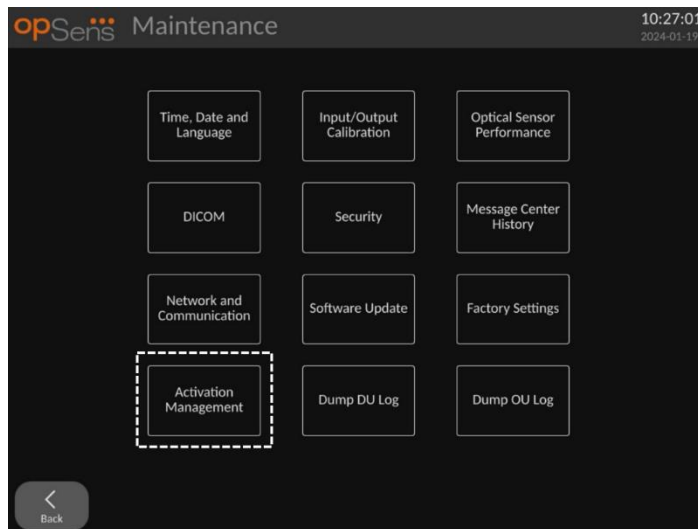 opSens Maintenance
10:27:01
2024-01-19
Time, Date and
Language
Input/Output
Calibration
Optical Sensor
Performance
DICOM
Security
Message Center
History
Network and
Communication
Software Update
Factory Settings
Activation
Management
Dump DU Log
Dump OU Log
Back